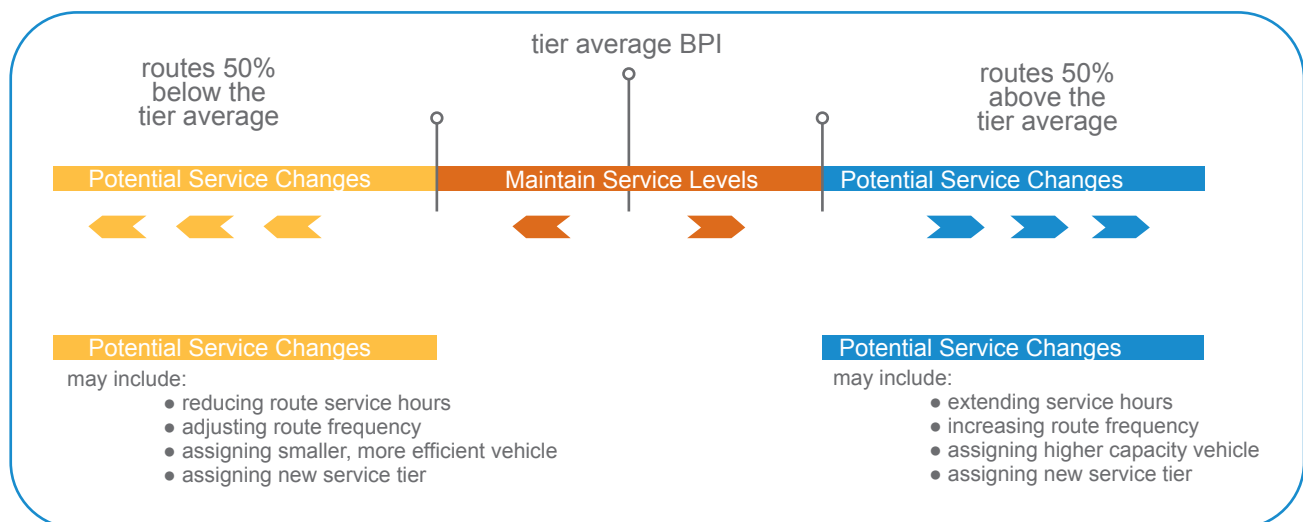 tier average BPI
routes 50%
below the
tier average
routes 50%
above the
tier average
Potential Service Changes
Maintain Service Levels
Potential Service Changes
Potential Service Changes
may include:
● reducing route service hours
● adjusting route frequency
● assigning smaller, more efficient vehicle
● assigning new service tier
Potential Service Changes
may include:
● extending service hours
● increasing route frequency
● assigning higher capacity vehicle
● assigning new service tier